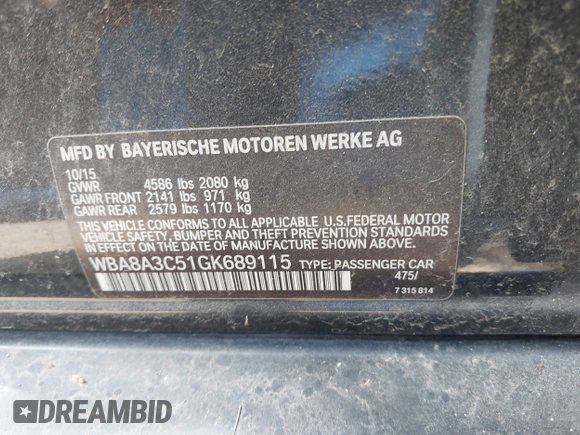 MFD BY BAYERISCHE MOTOREN WERKE AG
10/15
GVWR 4586 lbs 2080 kg
GAWR FRONT 2141 lbs 971 kg
GAWR REAR 2579 lbs 1170 kg
THIS VEHICLE CONFORMS TO ALL APPLICABLE U.S.FEDERAL MOTOR
VEHICLE SAFETY, BUMPER AND THEFT PREVENTION STANDARDS
IN EFFECT ON THE DATE OF MANUFACTURE SHOWN ABOVE.
WBA8A3C51GK689115 TYPE: PASSENGER CAR
475/
7 315 814
DREAMBID